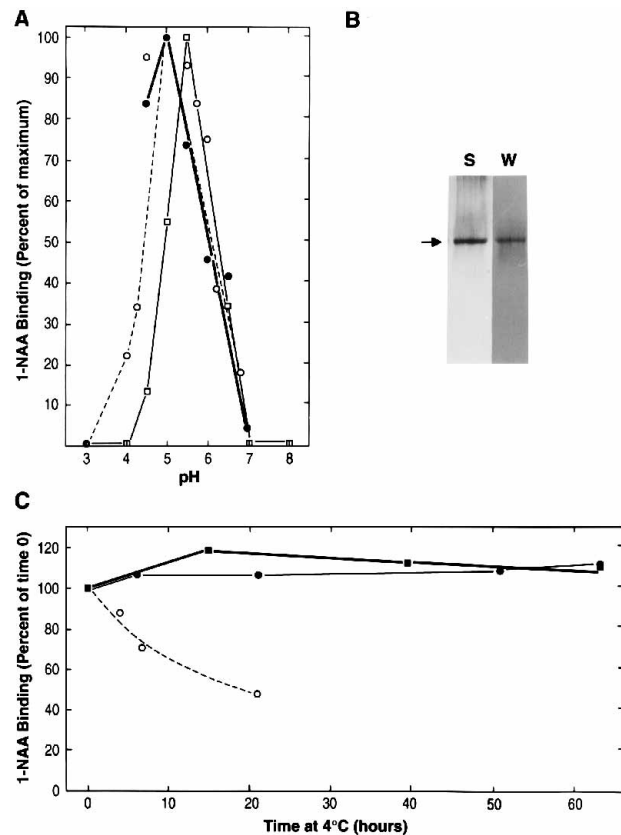 A
1-NAA Binding (Percent of maximum)
100
90
80
70
60
50
40
30
20
10
3 4 5 6 7 8
pH
B
S W
C
1-NAA Binding (Percent of time 0)
120
100
80
60
40
20
0
0 10 20 30 40 50 60
Time at 4°C (hours)